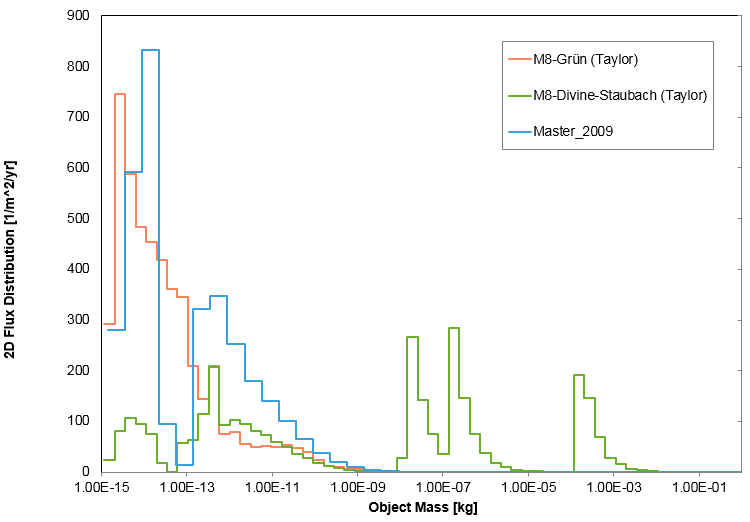 900
800
700
600
500
400
300
200
100
0
2D Flux Distribution [1/m^2/yr]
M8-Grün (Taylor)
M8-Divine-Staubach (Taylor)
Master_2009
1.00E-15 1.00E-13 1.00E-11 1.00E-09 1.00E-07 1.00E-05 1.00E-03 1.00E-01
Object Mass [kg]